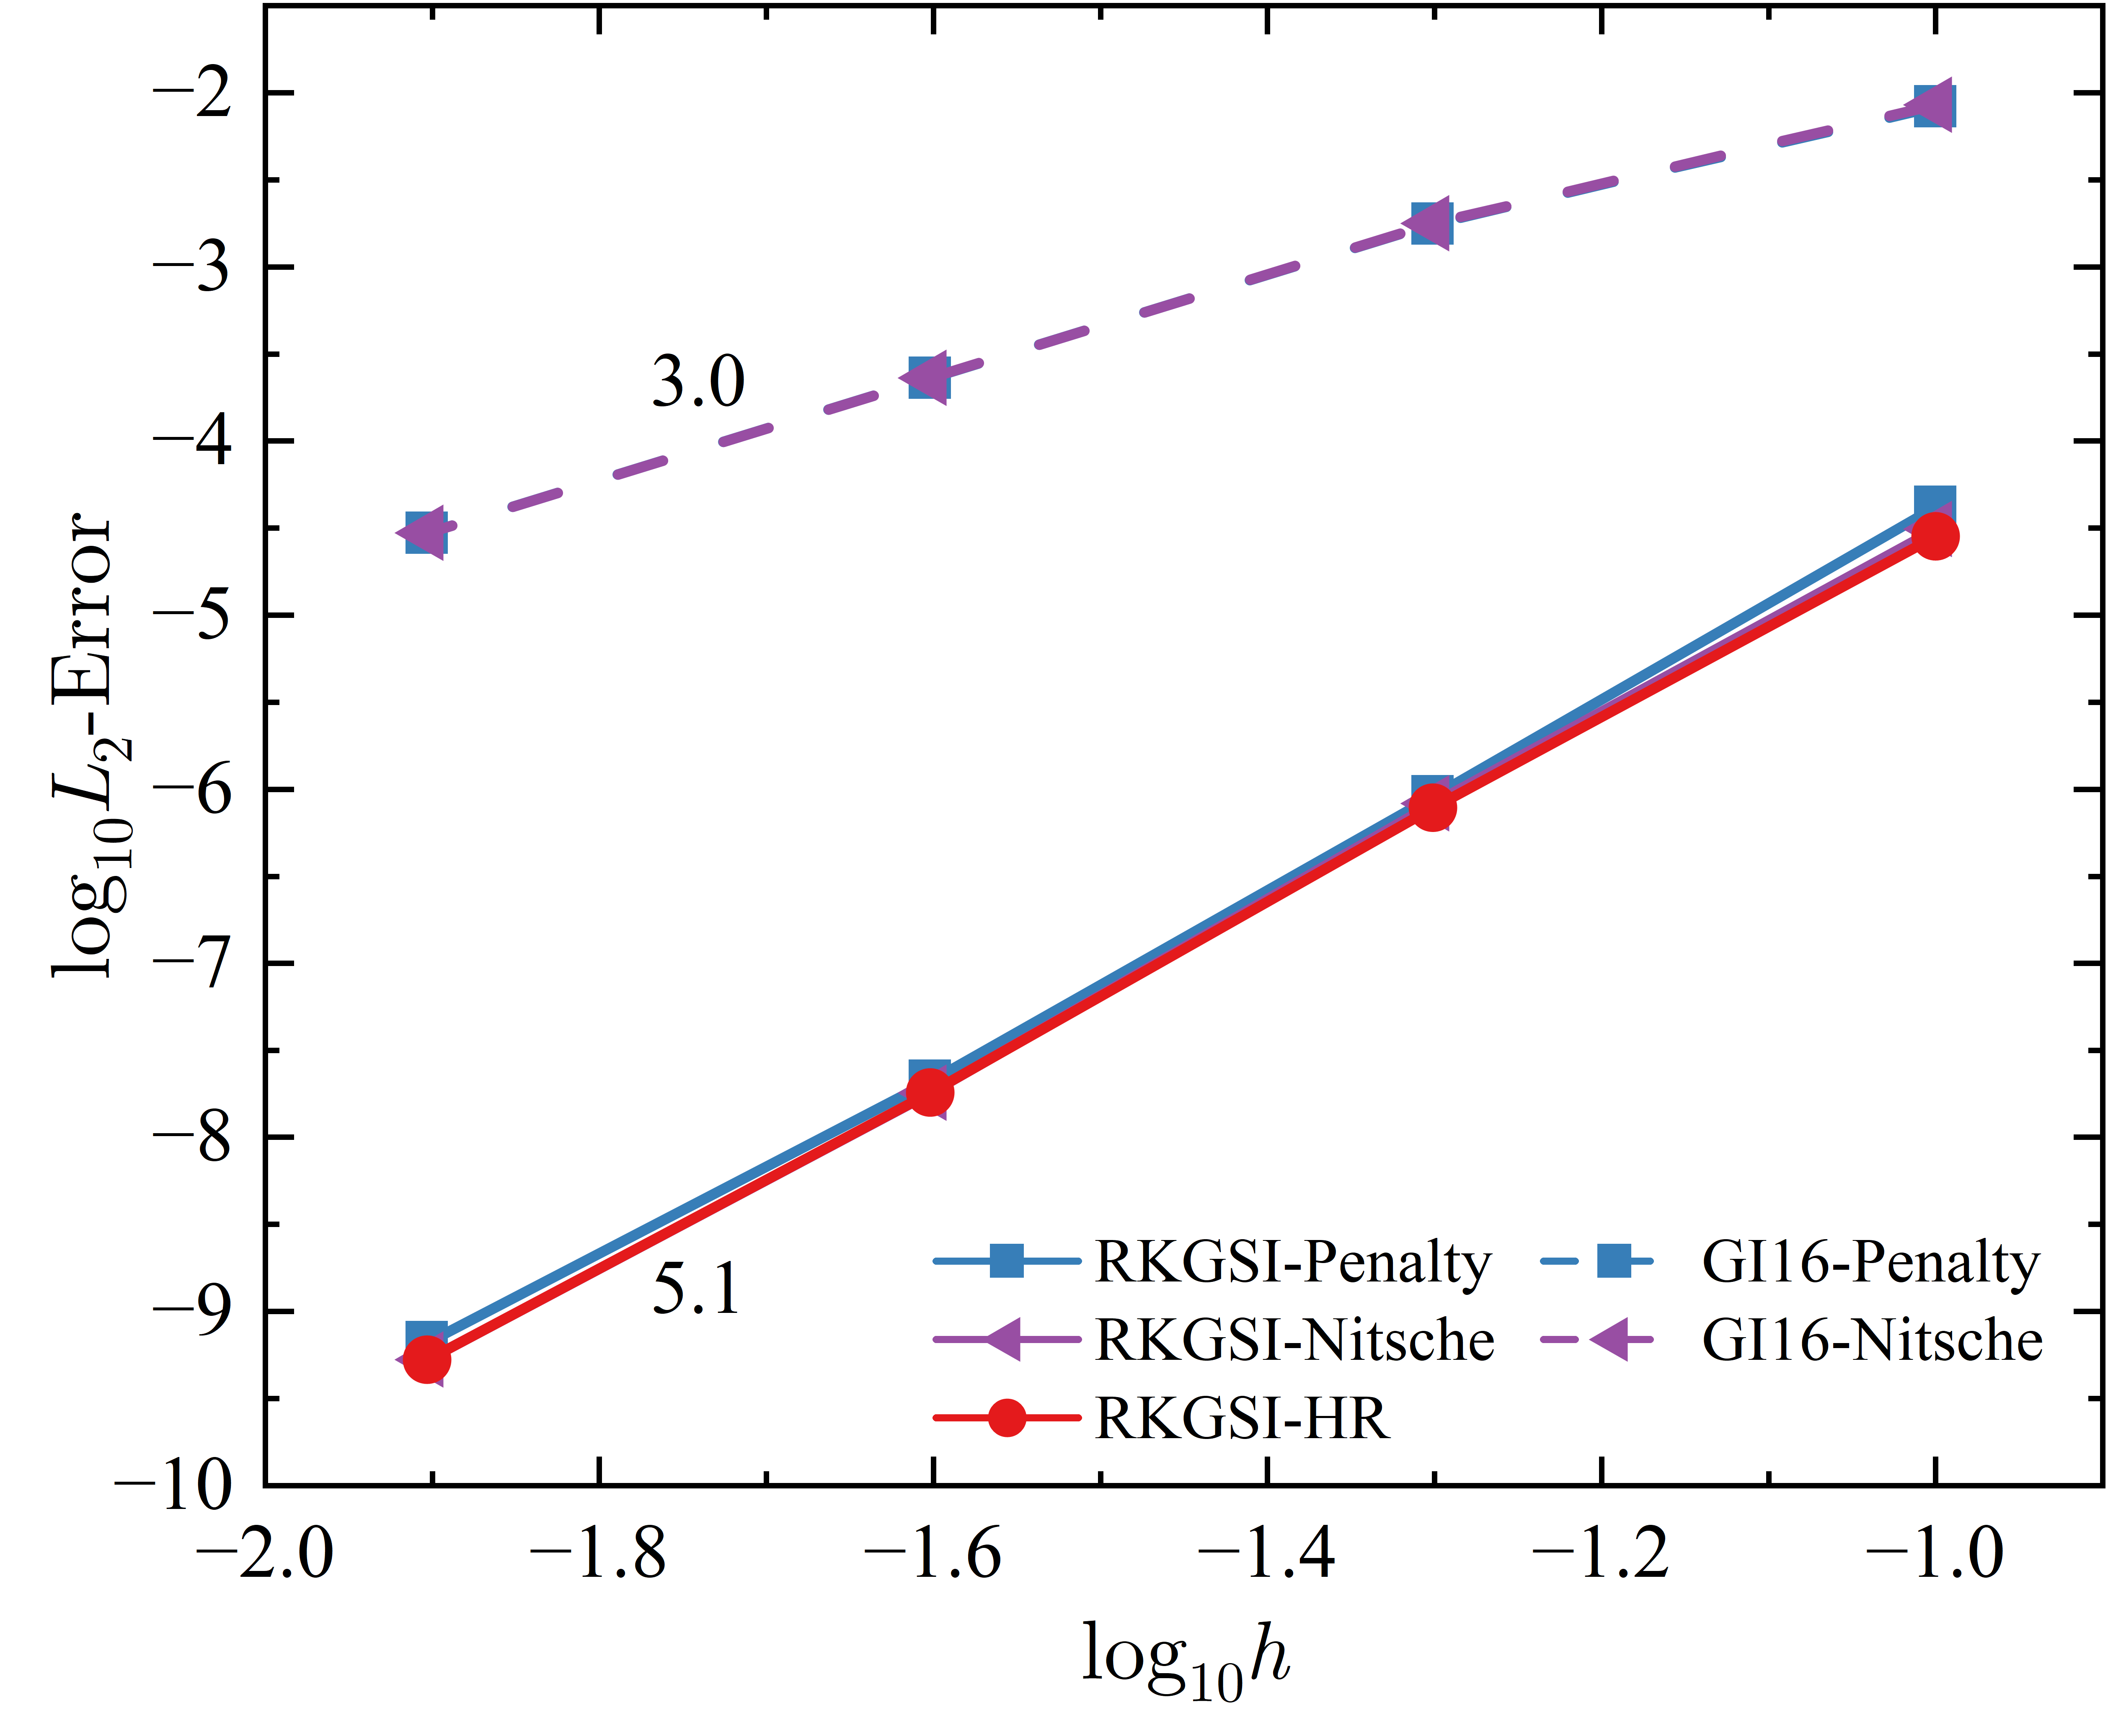 log₁₀L₂-Error
−2
−3
−4
−5
−6
−7
−8
−9
−10
3.0
5.1
RKGSI-Penalty
GI16-Penalty
RKGSI-Nitsche
GI16-Nitsche
RKGSI-HR
−2.0
−1.8
−1.6
−1.4
−1.2
−1.0
log₁₀h